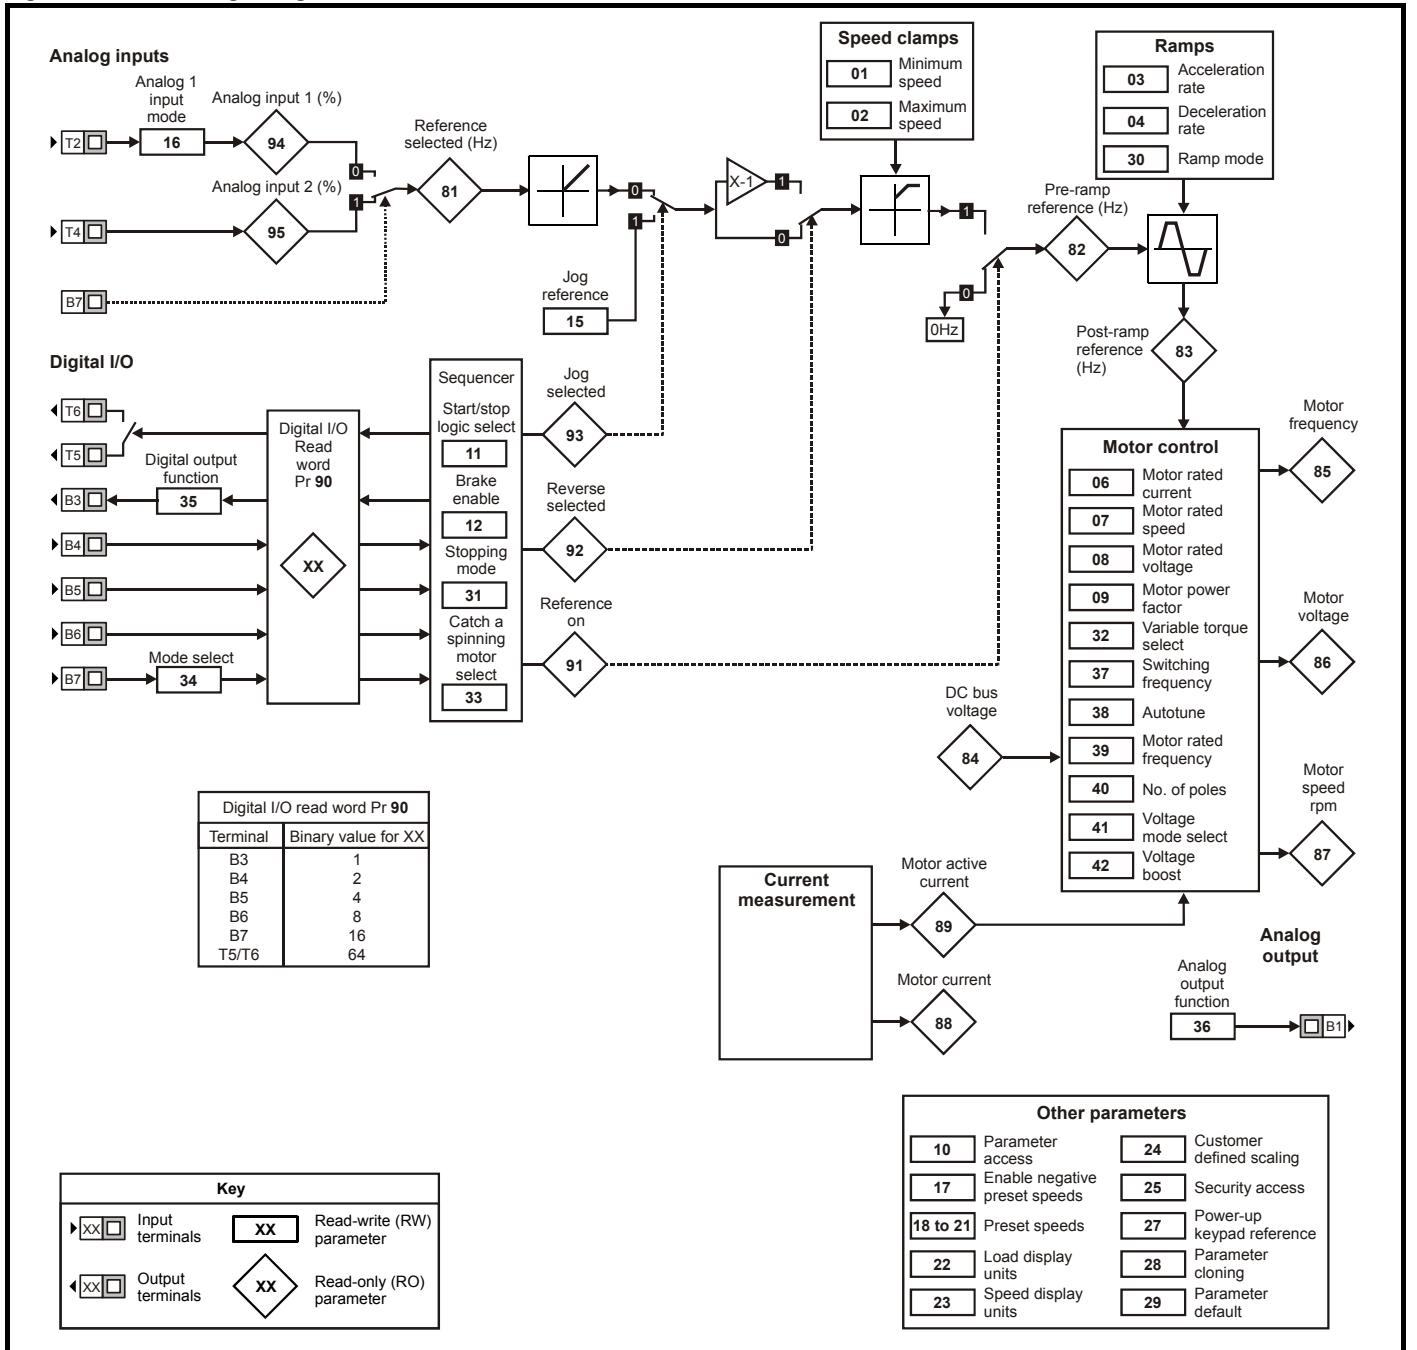 Analog inputs
Analog 1
input
mode
T2
16
Analog input 1 (%)
94
0
Analog input 2 (%)
1
T4
95
B7
Reference
selected (Hz)
81
0
1
Jog
reference
15
X-1
1
0
Speed clamps
01
Minimum
speed
02
Maximum
speed
1
0
0Hz
Ramps
03
Acceleration
rate
04
Deceleration
rate
30
Ramp mode
Pre-ramp
reference (Hz)
82
Post-ramp
reference
(Hz)
83
Digital I/O
T6
T5
Digital output
function
B3
35
B4
B5
B6
Mode select
B7
34
Digital I/O
Read
word
Pr 90
XX
Sequencer
Start/stop
logic select
11
Brake
enable
12
Stopping
mode
31
Catch a
spinning
motor
select
33
Jog
selected
93
Reverse
selected
92
Reference
on
91
DC bus
voltage
84
Motor control
06
Motor rated
current
07
Motor rated
speed
08
Motor rated
voltage
09
Motor power
factor
32
Variable torque
select
37
Switching
frequency
38
Autotune
39
Motor rated
frequency
40
No. of poles
41
Voltage
mode select
42
Voltage
boost
Motor
frequency
85
Motor
voltage
86
Motor
speed
rpm
87
Digital I/O read word Pr 90
Terminal Binary value for XX
B3 1
B4 2
B5 4
B6 8
B7 16
T5/T6 64
Current
measurement
Motor active
current
89
Motor current
88
Analog
output
Analog
output
function
36
B1
Key
XX
Input
terminals
XX
Read-write (RW)
parameter
XX
Output
terminals
XX
Read-only (RO)
parameter
Other parameters
10
Parameter
access
17
Enable negative
preset speeds
18 to 21
Preset speeds
22
Load display
units
23
Speed display
units
24
Customer
defined scaling
25
Security access
27
Power-up
keypad reference
28
Parameter
cloning
29
Parameter
default